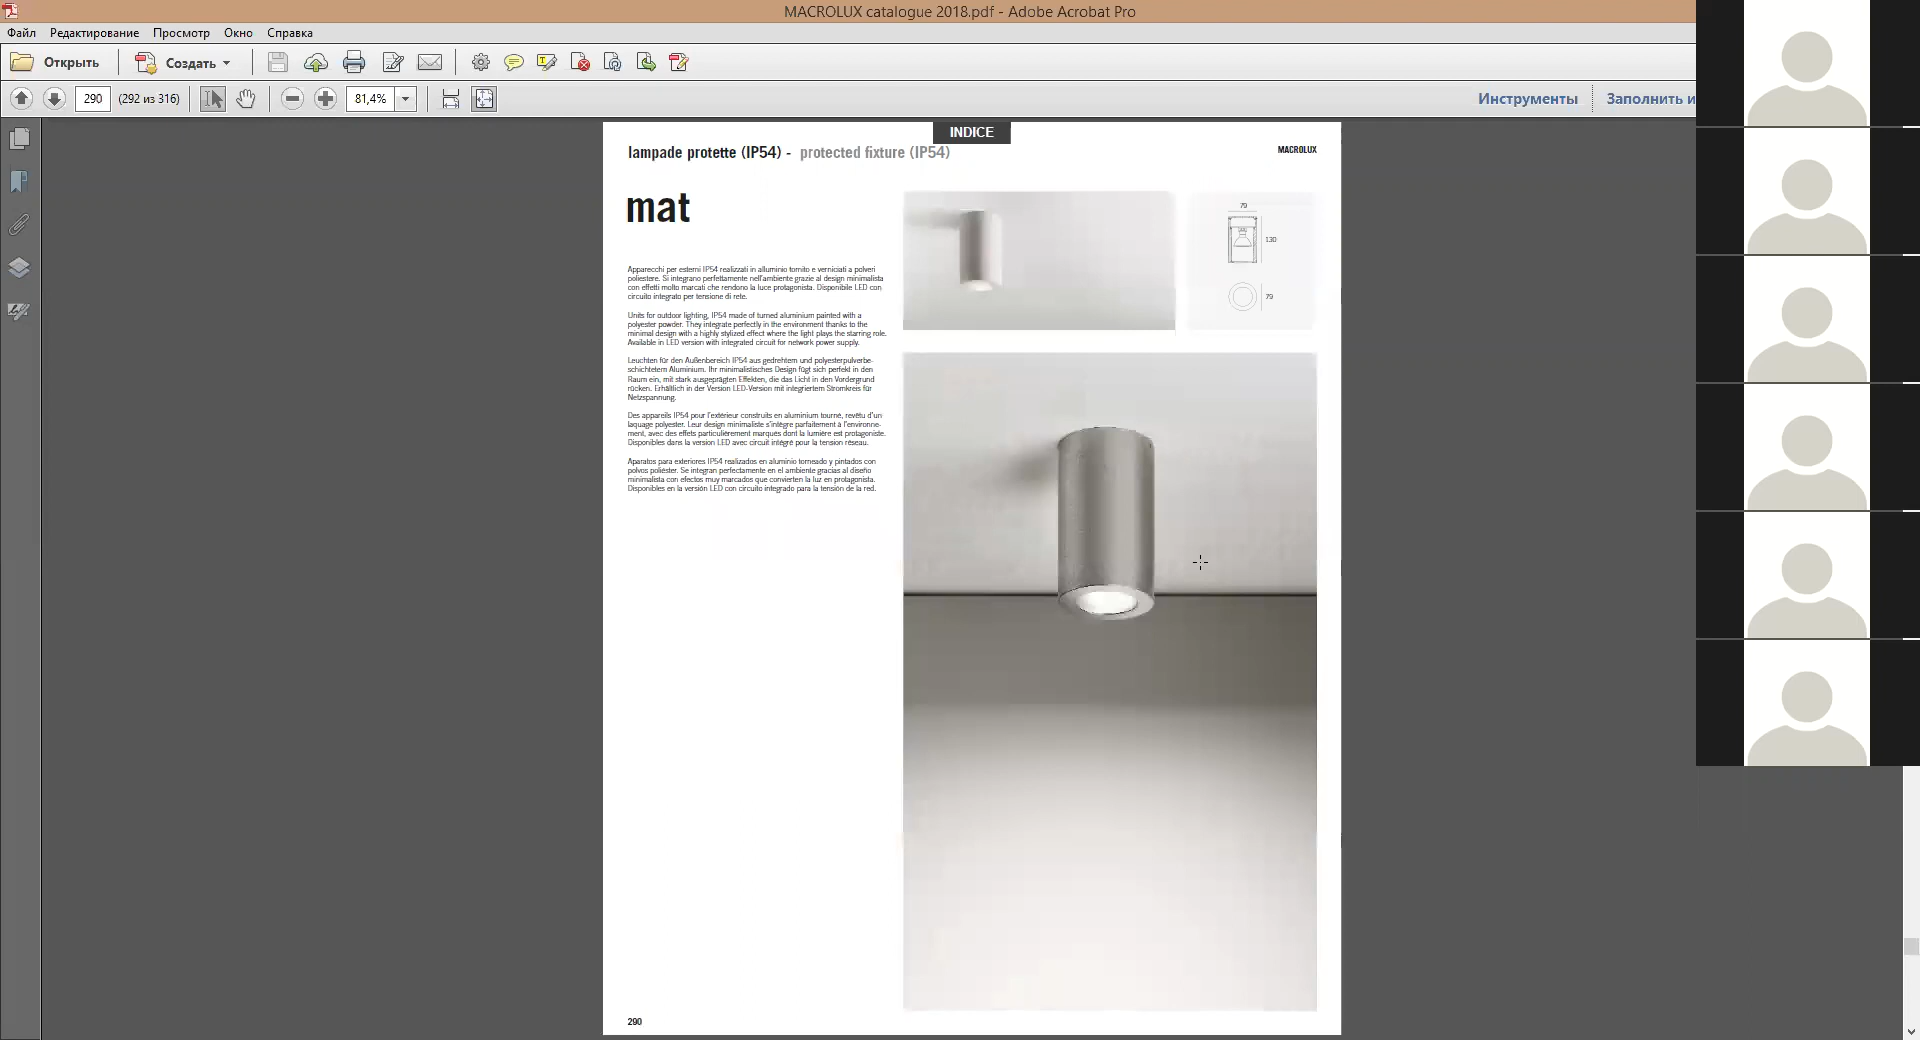 MACROLUX catalogue 2018.pdf - Adobe Acrobat Pro
Файл Редактирование Просмотр Окно Справка
Открыть Создать
290 (292 из 316) 81,4% Инструменты Заполнить и
INDICE
lampade protette (IP54) - protected fixture (IP54) MACROLUX
mat
79
130
79
Apparecchi per esterni IP54 realizzati in alluminio tornito e verniciati a polveri
poliestere. Si integrano perfettamente nell'ambiente grazie al design minimalista
con effetti molto marcati che rendono la luce protagonista. Disponibile LED con
circuito integrato per tensione di rete.
Units for outdoor lighting, IP54 made of turned aluminium painted with a
polyester powder. They integrate perfectly in the environment thanks to the
minimal design with a highly stylized effect where the light plays the starring role.
Available in LED version with integrated circuit for network power supply.
Leuchten für den Außenbereich IP54 aus gedrehtem und polyesterpulverbe-
schichtetem Aluminium. Ihr minimalistisches Design fügt sich perfekt in den
Raum ein, mit stark ausgeprägten Effekten, die das Licht in den Vordergrund
rücken. Erhältlich in der Version LED-Version mit integriertem Stromkreis für
Netzspannung.
Des appareils IP54 pour l'extérieur construits en aluminium tourné, revêtu d'un
laquage polyester. Leur design minimaliste s'intègre parfaitement à l'environne-
ment, avec des effets particulièrement marqués dont la lumière est protagoniste.
Disponibles dans la version LED avec circuit intégré pour la tension réseau.
Aparatos para exteriores IP54 realizados en aluminio torneado y pintados con
polvos poliéster. Se integran perfectamente en el ambiente gracias al diseño
minimalista con efectos muy marcados que convierten la luz en protagonista.
Disponibles en la versión LED con circuito integrado para la tensión de la red.
290